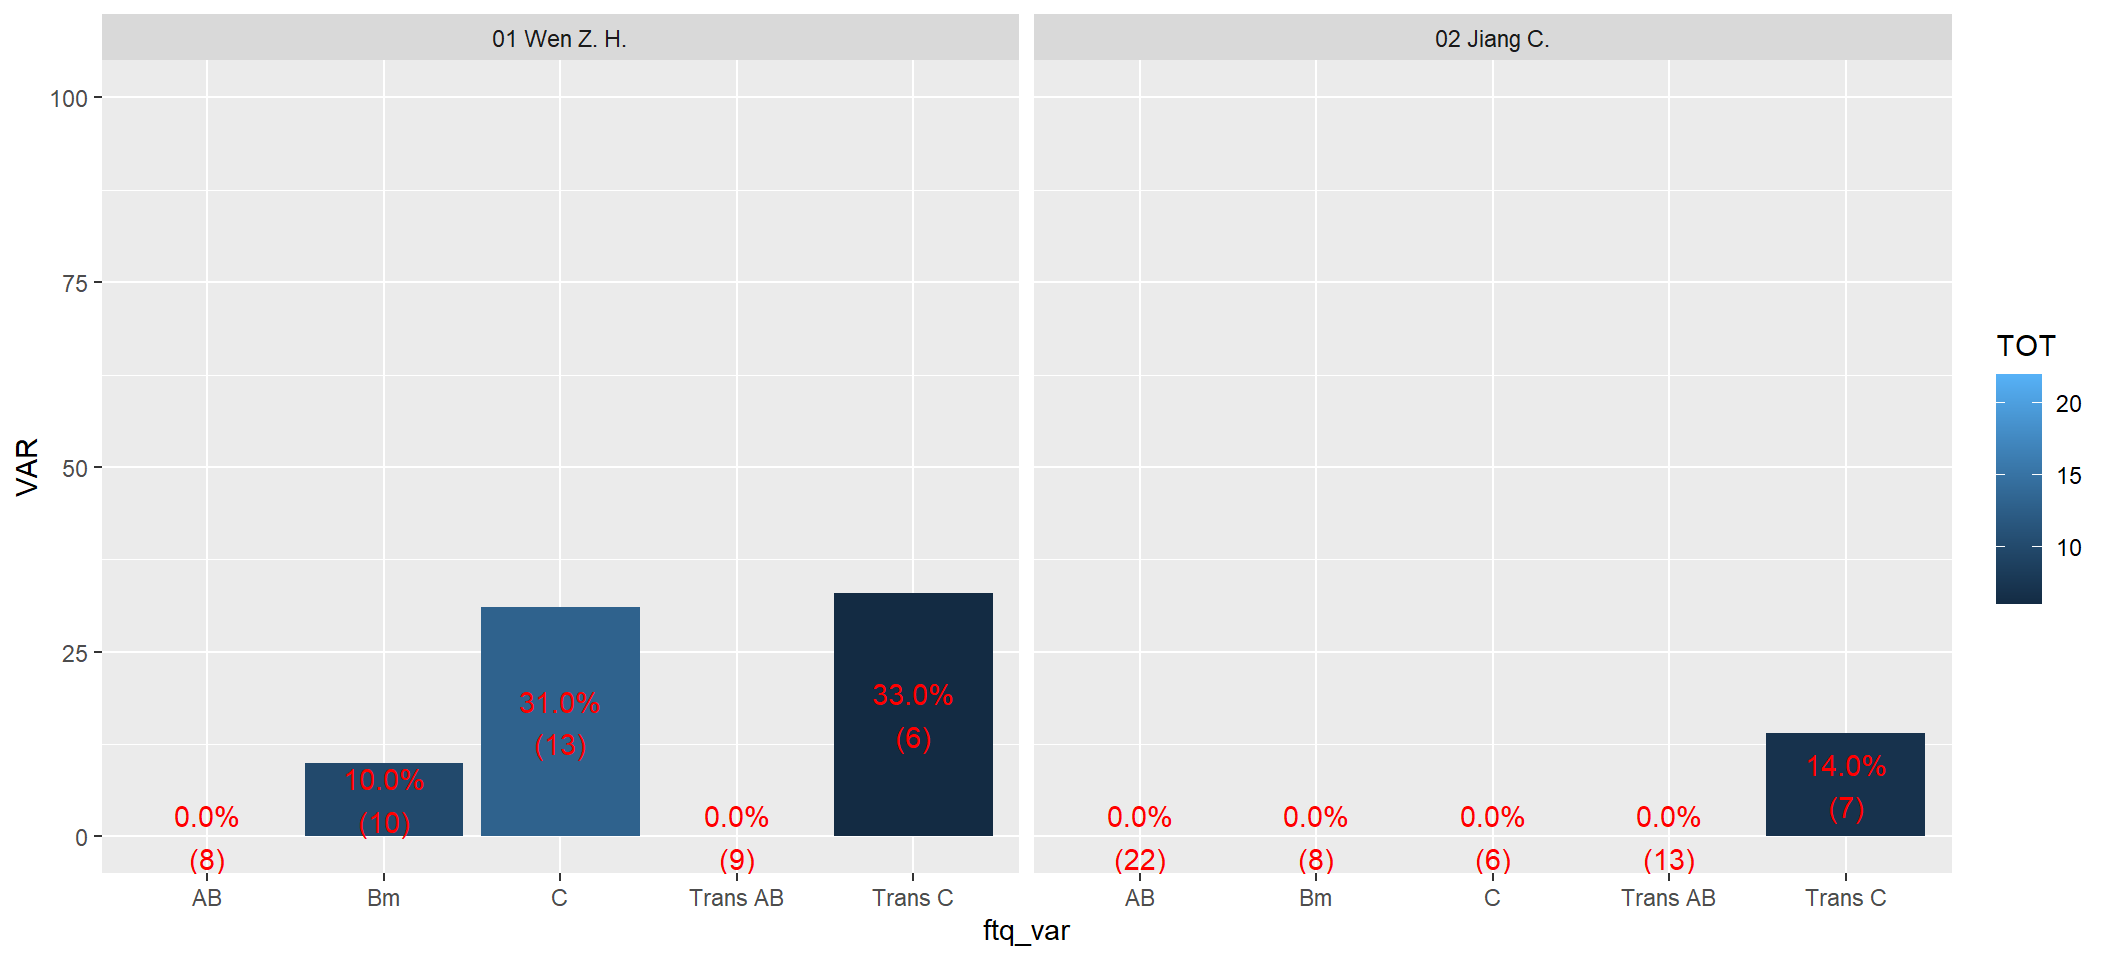 01 Wen Z. H.
02 Jiang C.
100
75
50
25
0
VAR
0.0%
(8)
10.0%
(10)
31.0%
(13)
0.0%
(9)
33.0%
(6)
0.0%
(22)
0.0%
(8)
0.0%
(6)
0.0%
(13)
14.0%
(7)
AB
Bm
C
Trans AB
Trans C
AB
Bm
C
Trans AB
Trans C
ftq_var
TOT
20
15
10